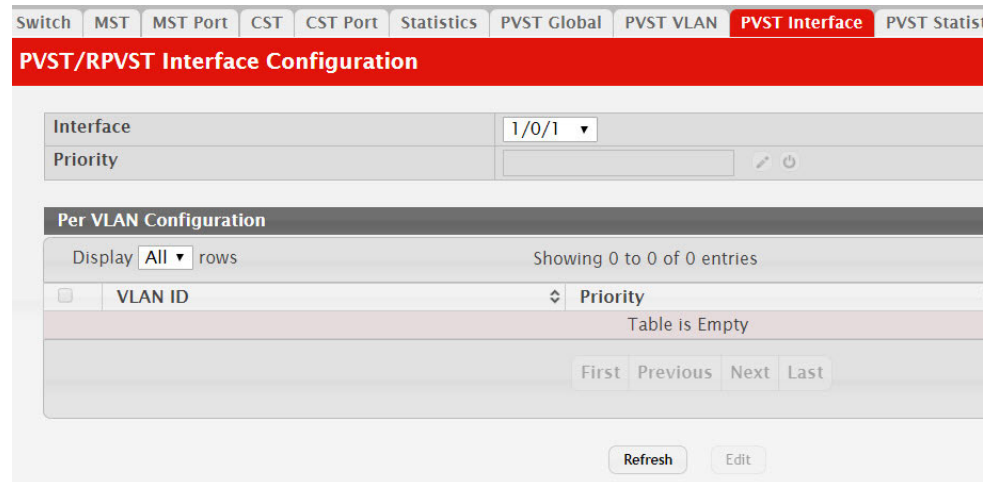 Switch MST MST Port CST CST Port Statistics PVST Global PVST VLAN PVST Interface PVST Statist
PVST/RPVST Interface Configuration
Interface 1/0/1
Priority
Per VLAN Configuration
Display All rows Showing 0 to 0 of 0 entries
VLAN ID Priority
Table is Empty
First Previous Next Last
Refresh Edit